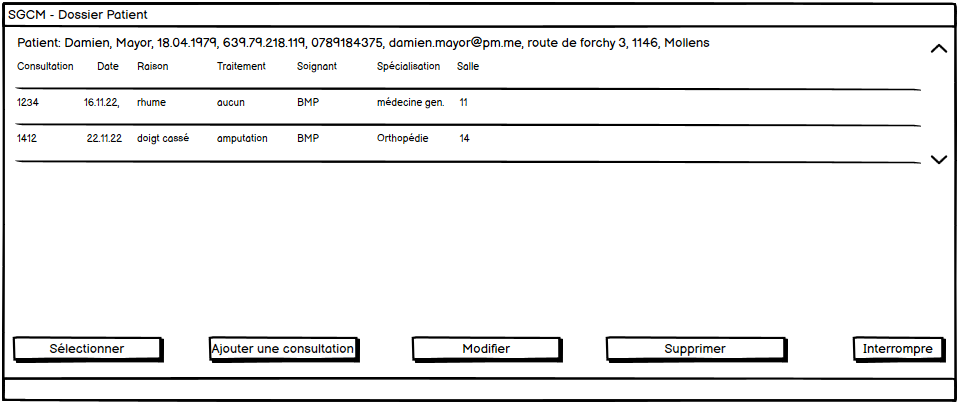 SGCM - Dossier Patient
Patient: Damien, Mayor, 18.04.1979, 639.79.218.119, 0789184375, damien.mayor@pm.me, route de forchy 3, 1146, Mollens
Consultation Date Raison Traitement Soignant Spécialisation Salle
1234 16.11.22, rhume aucun BMP médecine gen. 11
1412 22.11.22 doigt cassé amputation BMP Orthopédie 14
Sélectionner Ajouter une consultation Modifier Supprimer Interrompre